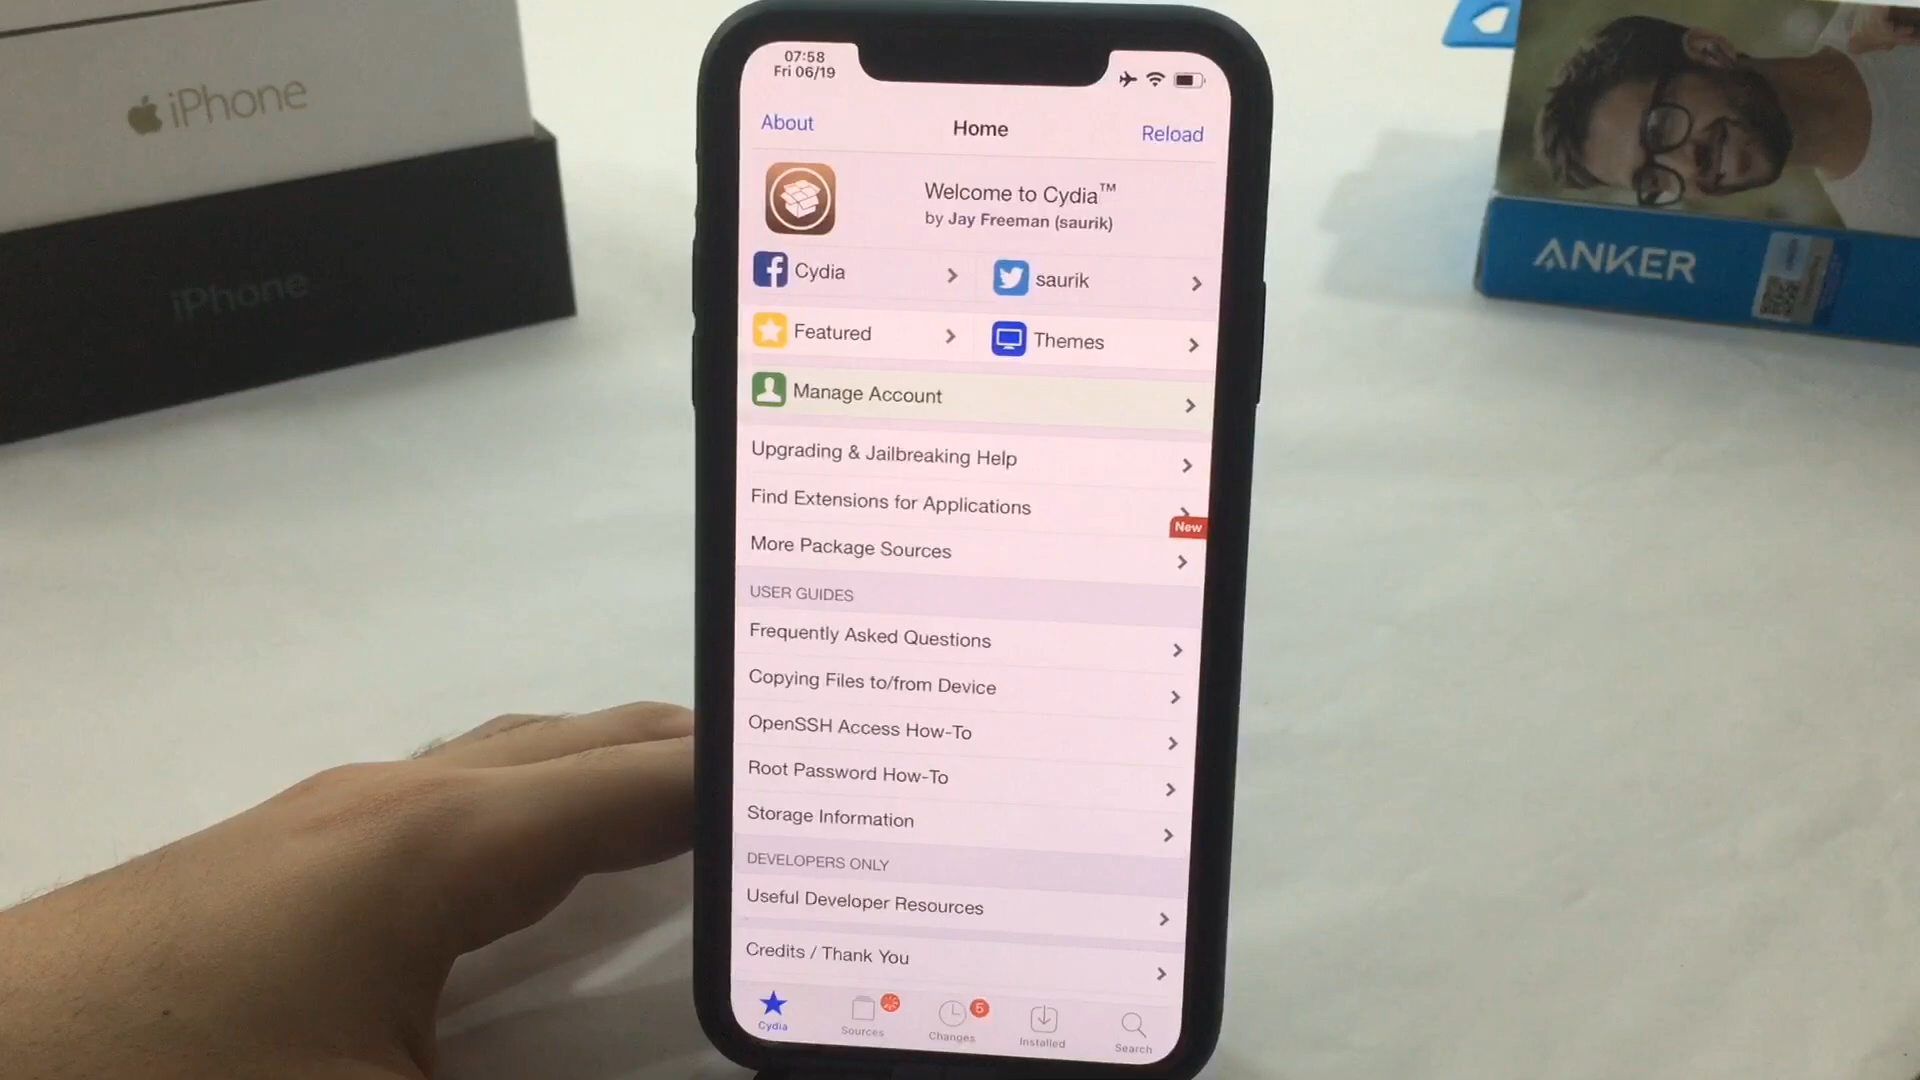 iPhone
iPhone
ANKER
07:58
Fri 06/19
About
Home
Reload
Welcome to Cydia™
by Jay Freeman (saurik)
Cydia
saurik
Featured
Themes
Manage Account
Upgrading & Jailbreaking Help
Find Extensions for Applications
New
More Package Sources
USER GUIDES
Frequently Asked Questions
Copying Files to/from Device
OpenSSH Access How-To
Root Password How-To
Storage Information
DEVELOPERS ONLY
Useful Developer Resources
Credits / Thank You
5
Cydia
Sources
Changes
Installed
Search